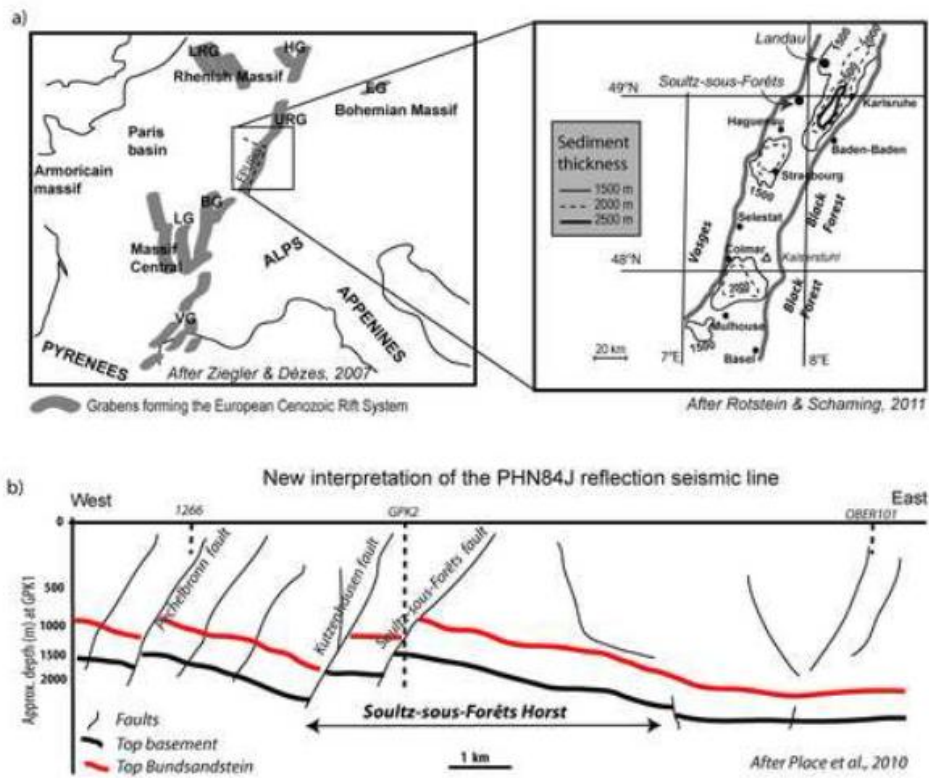 a)
LRG
HG
Rhenish Massif
EG
Bohemian Massif
URG
Paris
basin
Armoricain
massif
BG
LG
Massif
Central
ALPS
VG
APPENINES
PYRENEES
After Ziegler & Dèzes, 2007
Grabens forming the European Cenozoic Rift System
Landau
1500
Soultz-sous-Forêts
49°N
Karlsruhe
Haguenau
Baden-Baden
Sediment
thickness
1500 m
2000 m
2500 m
Strasbourg
1500
Black
Forest
Selestat
Vosges
Colmar
Kaiserstuhl
48°N
Black
Forest
Mulhouse
1500
Basel
20 km
7°E
8°E
After Rotstein & Schaming, 2011
b)
New interpretation of the PHN84J reflection seismic line
West
East
1266
GPK2
OBER101
0
500
1000
1500
2000
Approx. depth (m) at GPK1
Pechelbronn fault
Kutzenhausen fault
Soultz-sous-Forêts fault
Soultz-sous-Forêts Horst
Faults
Top basement
Top Bundsandstein
1 km
After Place et al., 2010